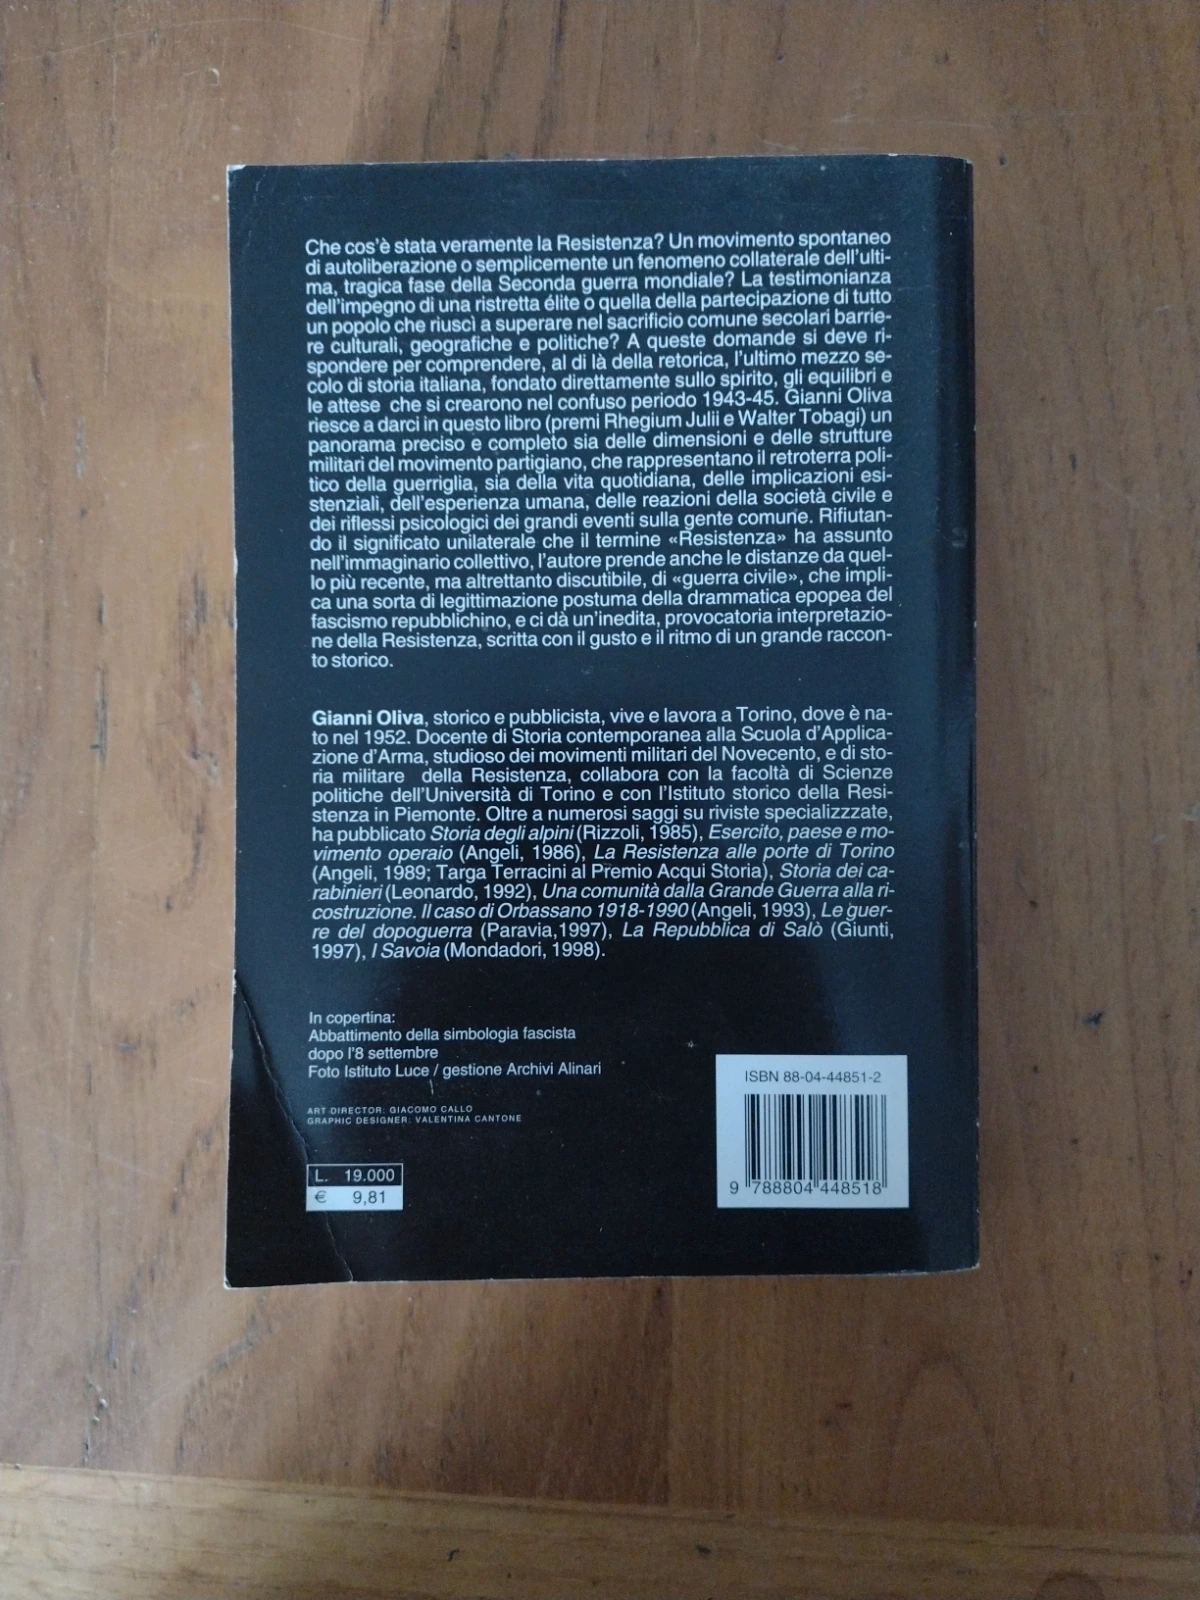 Che cos'è stata veramente la Resistenza? Un movimento spontaneo
di autoliberazione o semplicemente un fenomeno collaterale dell'ulti-
ma, tragica fase della Seconda guerra mondiale? La testimonianza
dell'impegno di una ristretta élite o quella della partecipazione di tutto
un popolo che riuscì a superare nel sacrificio comune secolari barrie-
re culturali, geografiche e politiche? A queste domande si deve ri-
spondere per comprendere, al di là della retorica, l'ultimo mezzo se-
colo di storia italiana, fondato direttamente sullo spirito, gli equilibri e
le attese che si crearono nel confuso periodo 1943-45. Gianni Oliva
riesce a darci in questo libro (premi Rhegium Julii e Walter Tobagi) un
panorama preciso e completo sia delle dimensioni e delle strutture
militari del movimento partigiano, che rappresentano il retroterra poli-
tico della guerriglia, sia della vita quotidiana, delle implicazioni esi-
stenziali, dell'esperienza umana, delle reazioni della società civile e
dei riflessi psicologici dei grandi eventi sulla gente comune. Rifiutan-
do il significato unilaterale che il termine «Resistenza» ha assunto
nell'immaginario collettivo, l'autore prende anche le distanze da quel-
lo più recente, ma altrettanto discutibile, di «guerra civile», che impli-
ca una sorta di legittimazione postuma della drammatica epopea del
fascismo repubblichino, e ci dà un'inedita, provocatoria interpretazio-
ne della Resistenza, scritta con il gusto e il ritmo di un grande raccon-
to storico.
Gianni Oliva, storico e pubblicista, vive e lavora a Torino, dove è na-
to nel 1952. Docente di Storia contemporanea alla Scuola d'Applica-
zione d'Arma, studioso dei movimenti militari del Novecento, e di sto-
ria militare della Resistenza, collabora con la facoltà di Scienze
politiche dell'Università di Torino e con l'Istituto storico della Resi-
stenza in Piemonte. Oltre a numerosi saggi su riviste specializzzate,
ha pubblicato Storia degli alpini (Rizzoli, 1985), Esercito, paese e mo-
vimento operaio (Angeli, 1986), La Resistenza alle porte di Torino
(Angeli, 1989; Targa Terracini al Premio Acqui Storia), Storia dei ca-
rabinieri (Leonardo, 1992), Una comunità dalla Grande Guerra alla ri-
costruzione. Il caso di Orbassano 1918-1990 (Angeli, 1993), Le guer-
re del dopoguerra (Paravia,1997), La Repubblica di Salò (Giunti,
1997), I Savoia (Mondadori, 1998).
In copertina:
Abbattimento della simbologia fascista
dopo l'8 settembre
Foto Istituto Luce / gestione Archivi Alinari
ART DIRECTOR: GIACOMO CALLO
GRAPHIC DESIGNER: VALENTINA CANTONE
L. 19.000
€ 9,81
ISBN 88-04-44851-2
9 788804 448518